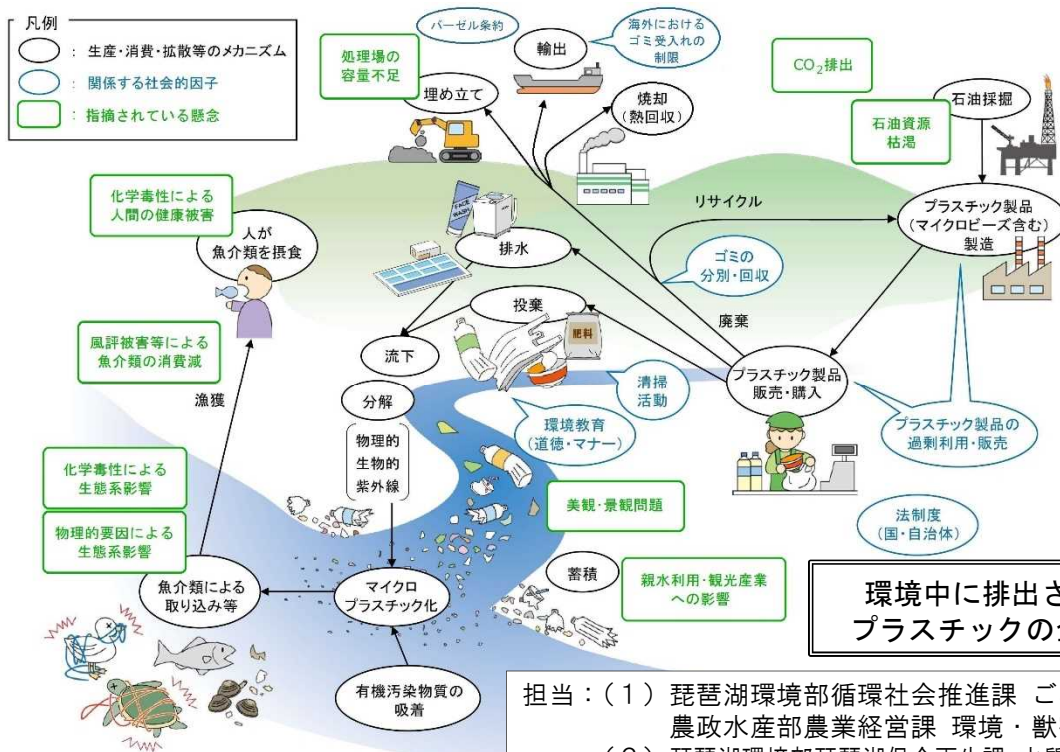 凡例
: 生産・消費・拡散等のメカニズム
: 関係する社会的因子
: 指摘されている懸念
バーゼル条約
輸出
海外における
ゴミ受入れの
制限
処理場の
容量不足
埋め立て
焼却
(熱回収)
CO₂排出
石油採掘
石油資源
枯渇
化学毒性による
人間の健康被害
人が
魚介類を摂食
FACE
WASH
排水
リサイクル
プラスチック製品
(マイクロビーズ含む)
製造
ゴミの
分別・回収
投棄
肥料
廃棄
風評被害等による
魚介類の消費減
流下
漁獲
分解
清掃
活動
プラスチック製品
販売・購入
環境教育
(道徳・マナー)
プラスチック製品の
過剰利用・販売
物理的
生物的
紫外線
化学毒性による
生態系影響
物理的要因による
生態系影響
美観・景観問題
法制度
(国・自治体)
魚介類による
取り込み等
マイクロ
プラスチック化
蓄積
親水利用・観光産業
への影響
有機汚染物質の
吸着
環境中に排出さ
プラスチックの
担当:(1)琵琶湖環境部循環社会推進課 ご
農政水産部農業経営課 環境・獣